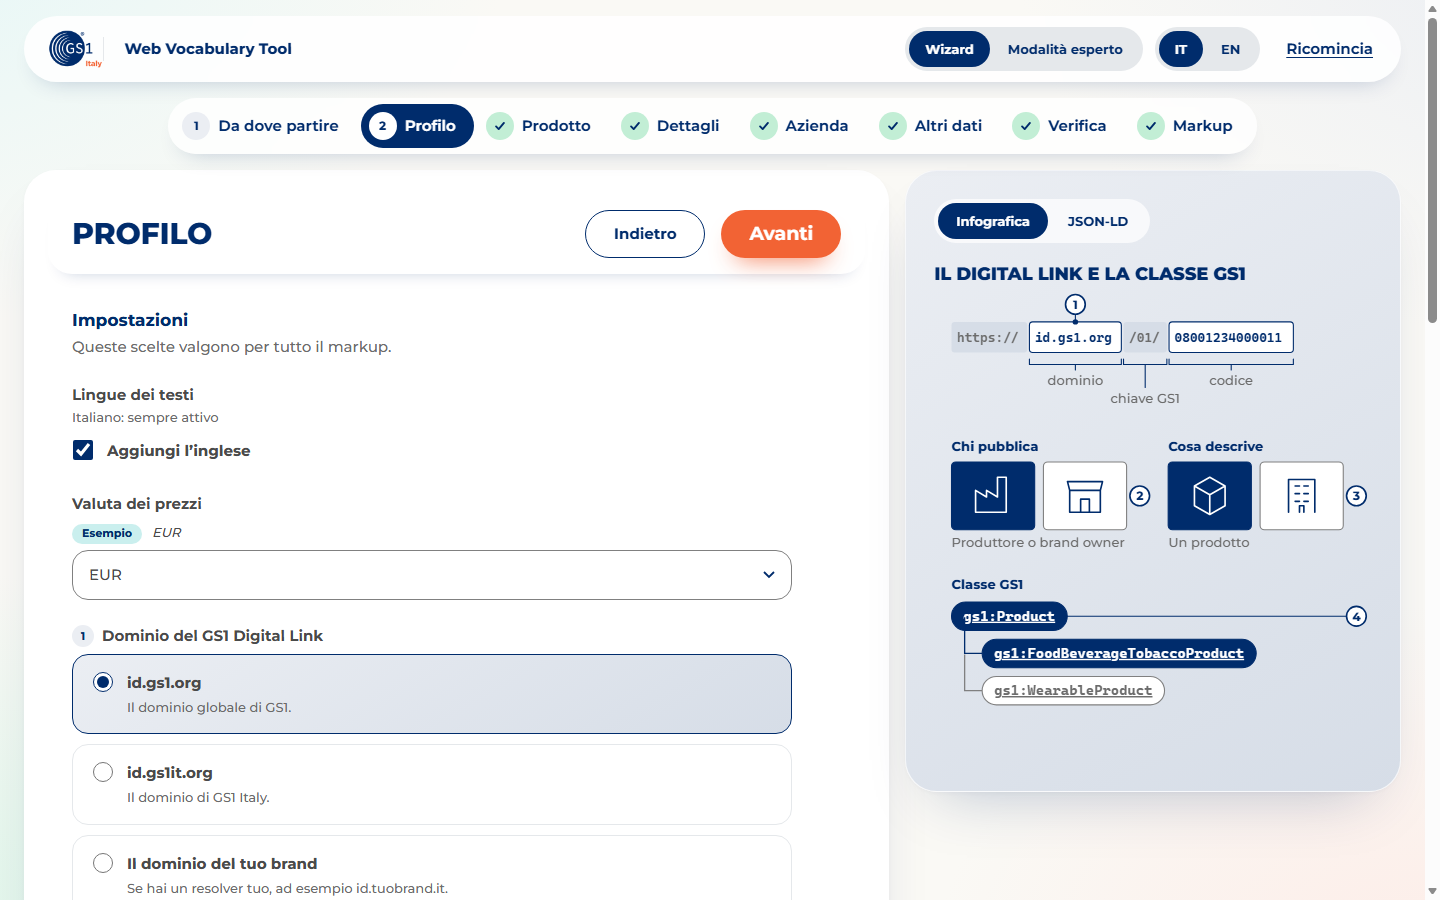 GS1 Italy
Web Vocabulary Tool
Wizard
Modalità esperto
IT
EN
Ricomincia
1 Da dove partire
2 Profilo
Prodotto
Dettagli
Azienda
Altri dati
Verifica
Markup
PROFILO
Indietro
Avanti
Impostazioni
Queste scelte valgono per tutto il markup.
Lingue dei testi
Italiano: sempre attivo
Aggiungi l’inglese
Valuta dei prezzi
Esempio EUR
EUR
1 Dominio del GS1 Digital Link
id.gs1.org
Il dominio globale di GS1.
id.gs1it.org
Il dominio di GS1 Italy.
Il dominio del tuo brand
Se hai un resolver tuo, ad esempio id.tuobrand.it.
Infografica
JSON-LD
IL DIGITAL LINK E LA CLASSE GS1
1
https:// id.gs1.org /01/ 08001234000011
dominio
codice
chiave GS1
Chi pubblica
Cosa descrive
2
3
Produttore o brand owner
Un prodotto
Classe GS1
gs1:Product
4
gs1:FoodBeverageTobaccoProduct
gs1:WearableProduct